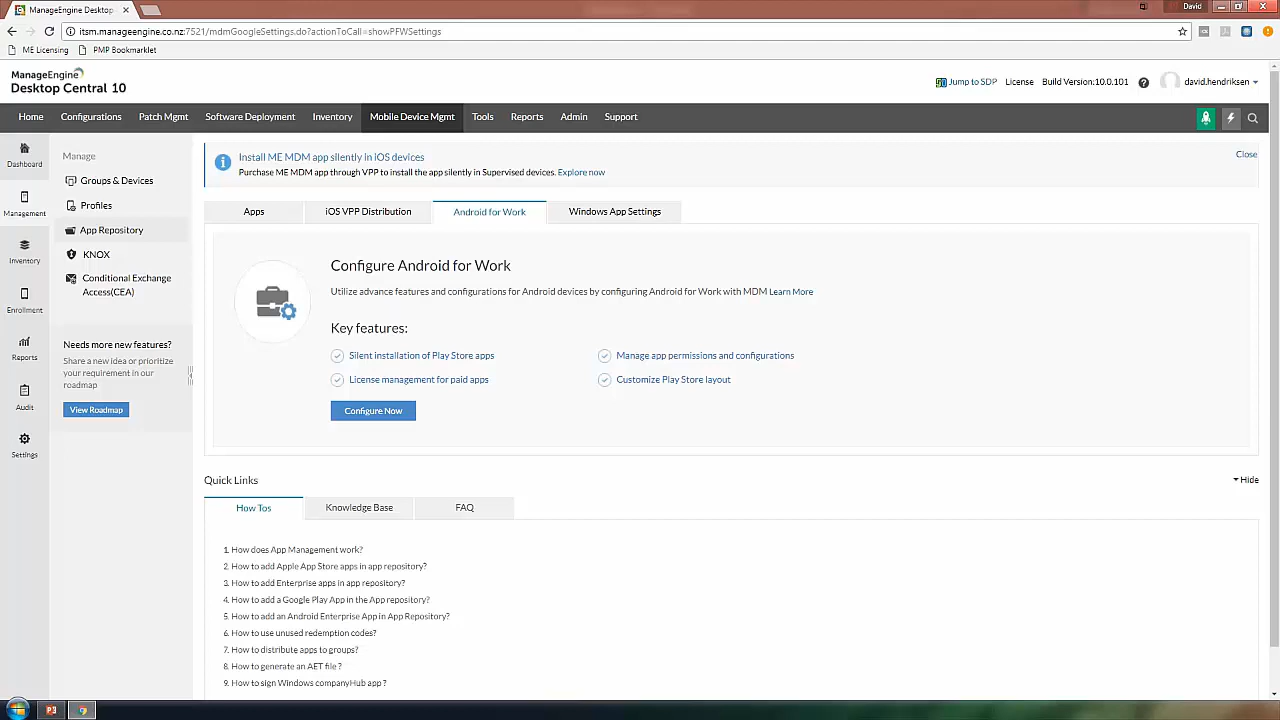 ManageEngine Desktop -
David
itsm.manageengine.co.nz:7521/mdmGoogleSettings.do?actionToCall=showPFWSettings
ME Licensing
PMP Bookmarklet
ManageEngine
Desktop Central 10
Jump to SDP
License
Build Version:10.0.101
david.hendriksen
Home
Configurations
Patch Mgmt
Software Deployment
Inventory
Mobile Device Mgmt
Tools
Reports
Admin
Support
Dashboard
Management
Inventory
Enrollment
Reports
Audit
Settings
Manage
Groups & Devices
Profiles
App Repository
KNOX
Conditional Exchange
Access(CEA)
Needs more new features?
Share a new idea or prioritize
your requirement in our
roadmap
View Roadmap
Install ME MDM app silently in iOS devices
Close
Purchase ME MDM app through VPP to install the app silently in Supervised devices. Explore now
Apps
iOS VPP Distribution
Android for Work
Windows App Settings
Configure Android for Work
Utilize advance features and configurations for Android devices by configuring Android for Work with MDM Learn More
Key features:
Silent installation of Play Store apps
Manage app permissions and configurations
License management for paid apps
Customize Play Store layout
Configure Now
Quick Links
Hide
How Tos
Knowledge Base
FAQ
1. How does App Management work?
2. How to add Apple App Store apps in app repository?
3. How to add Enterprise apps in app repository?
4. How to add a Google Play App in the App repository?
5. How to add an Android Enterprise App in App Repository?
6. How to use unused redemption codes?
7. How to distribute apps to groups?
8. How to generate an AET file ?
9. How to sign Windows companyHub app ?